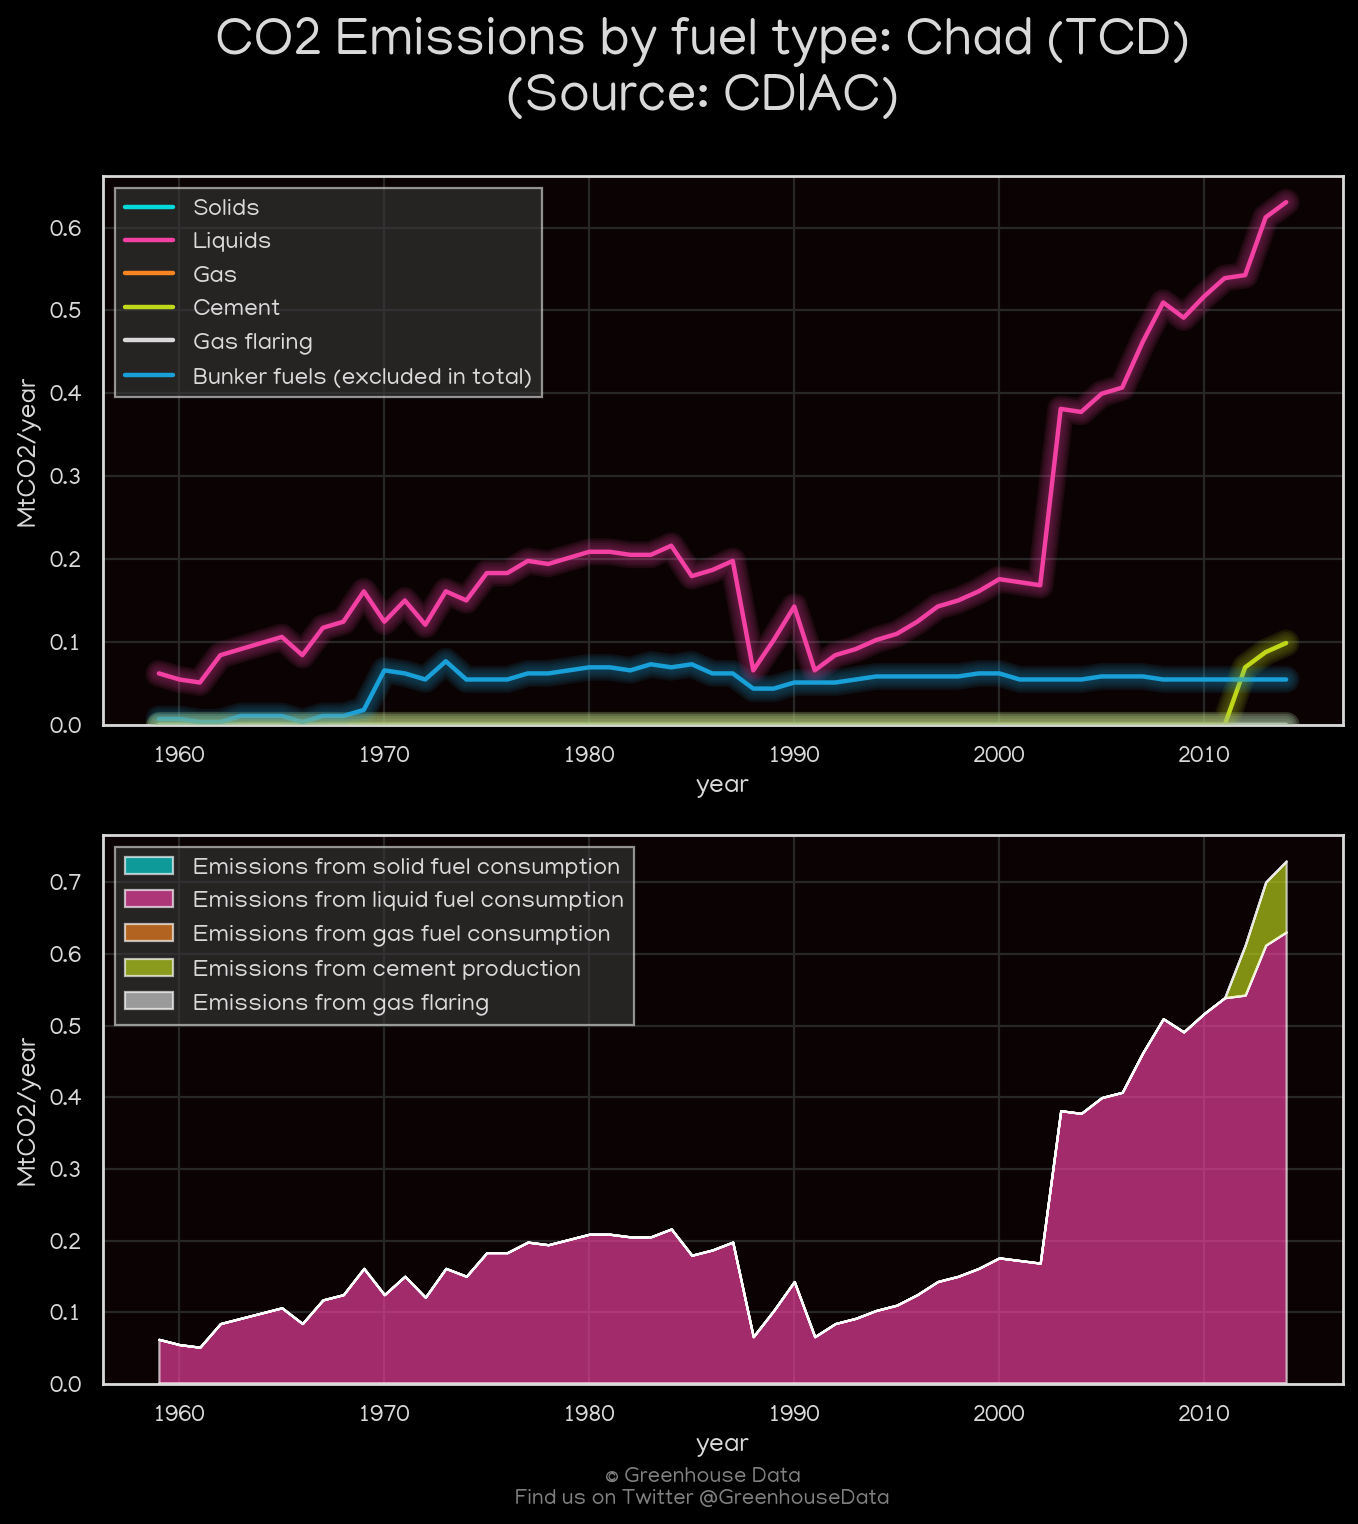 CO2 Emissions by fuel type: Chad (TCD)
(Source: CDIAC)
Solids
Liquids
Gas
Cement
Gas flaring
Bunker fuels (excluded in total)
MtCO2/year
0.6
0.5
0.4
0.3
0.2
0.1
0.0
1960 1970 1980 1990 2000 2010
year
Emissions from solid fuel consumption
Emissions from liquid fuel consumption
Emissions from gas fuel consumption
Emissions from cement production
Emissions from gas flaring
MtCO2/year
0.7
0.6
0.5
0.4
0.3
0.2
0.1
0.0
1960 1970 1980 1990 2000 2010
year
© Greenhouse Data
Find us on Twitter @GreenhouseData